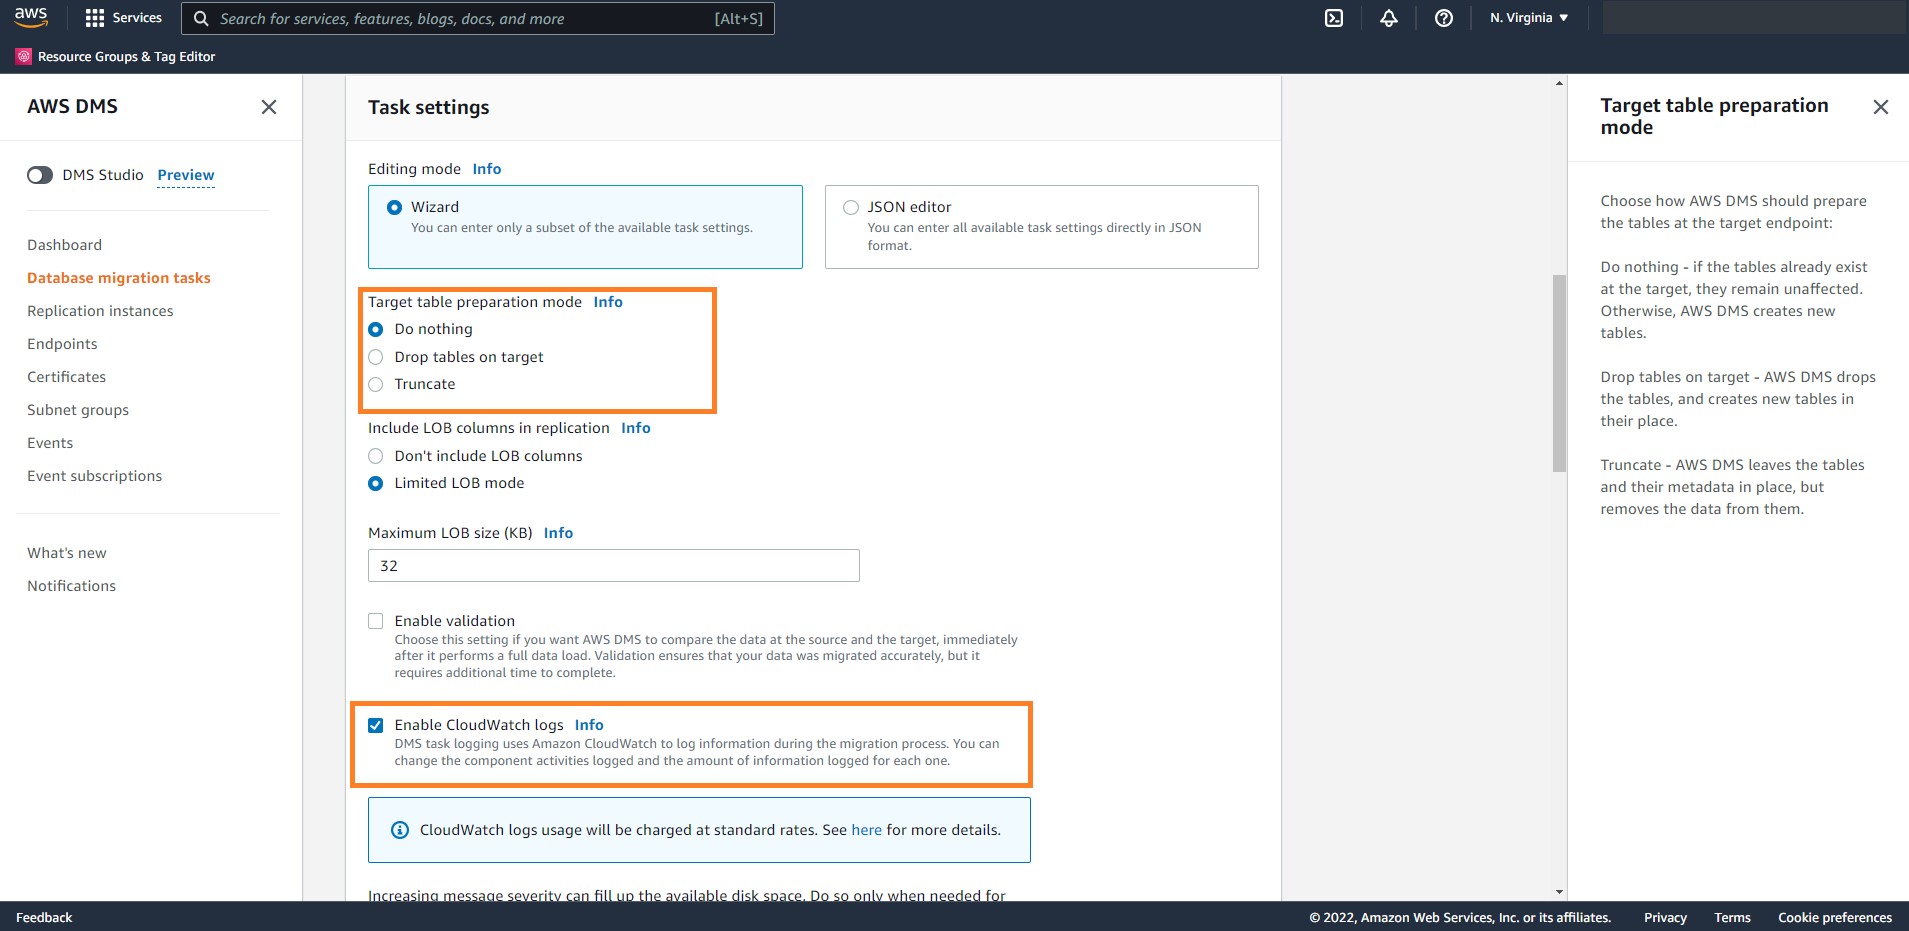 aws
Services
Search for services, features, blogs, docs, and more
[Alt+S]
N. Virginia
Resource Groups & Tag Editor
AWS DMS
DMS Studio Preview
Dashboard
Database migration tasks
Replication instances
Endpoints
Certificates
Subnet groups
Events
Event subscriptions
What's new
Notifications
Task settings
Editing mode Info
Wizard
You can enter only a subset of the available task settings.
JSON editor
You can enter all available task settings directly in JSON
format.
Target table preparation mode Info
Do nothing
Drop tables on target
Truncate
Include LOB columns in replication Info
Don't include LOB columns
Limited LOB mode
Maximum LOB size (KB) Info
32
Enable validation
Choose this setting if you want AWS DMS to compare the data at the source and the target, immediately
after it performs a full data load. Validation ensures that your data was migrated accurately, but it
requires additional time to complete.
Enable CloudWatch logs Info
DMS task logging uses Amazon CloudWatch to log information during the migration process. You can
change the component activities logged and the amount of information logged for each one.
CloudWatch logs usage will be charged at standard rates. See here for more details.
Increasing message severity can fill up the available disk space. Do so only when needed for
Target table preparation
mode
Choose how AWS DMS should prepare
the tables at the target endpoint:
Do nothing - if the tables already exist
at the target, they remain unaffected.
Otherwise, AWS DMS creates new
tables.
Drop tables on target - AWS DMS drops
the tables, and creates new tables in
their place.
Truncate - AWS DMS leaves the tables
and their metadata in place, but
removes the data from them.
Feedback
© 2022, Amazon Web Services, Inc. or its affiliates.
Privacy
Terms
Cookie preferences